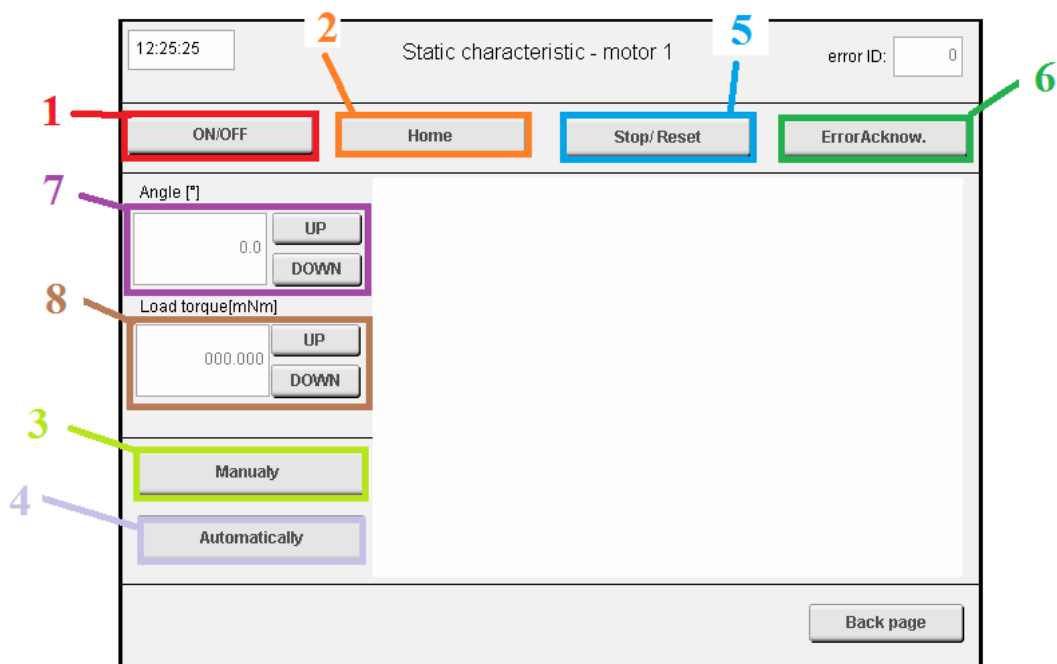 2
5
12:25:25
Static characteristic - motor 1
error ID:
0
6
1
ON/OFF
Home
Stop/Reset
ErrorAcknow.
7
Angle [°]
0.0
UP
DOWN
8
Load torque[mNm]
000.000
UP
DOWN
3
Manualy
4
Automatically
Back page